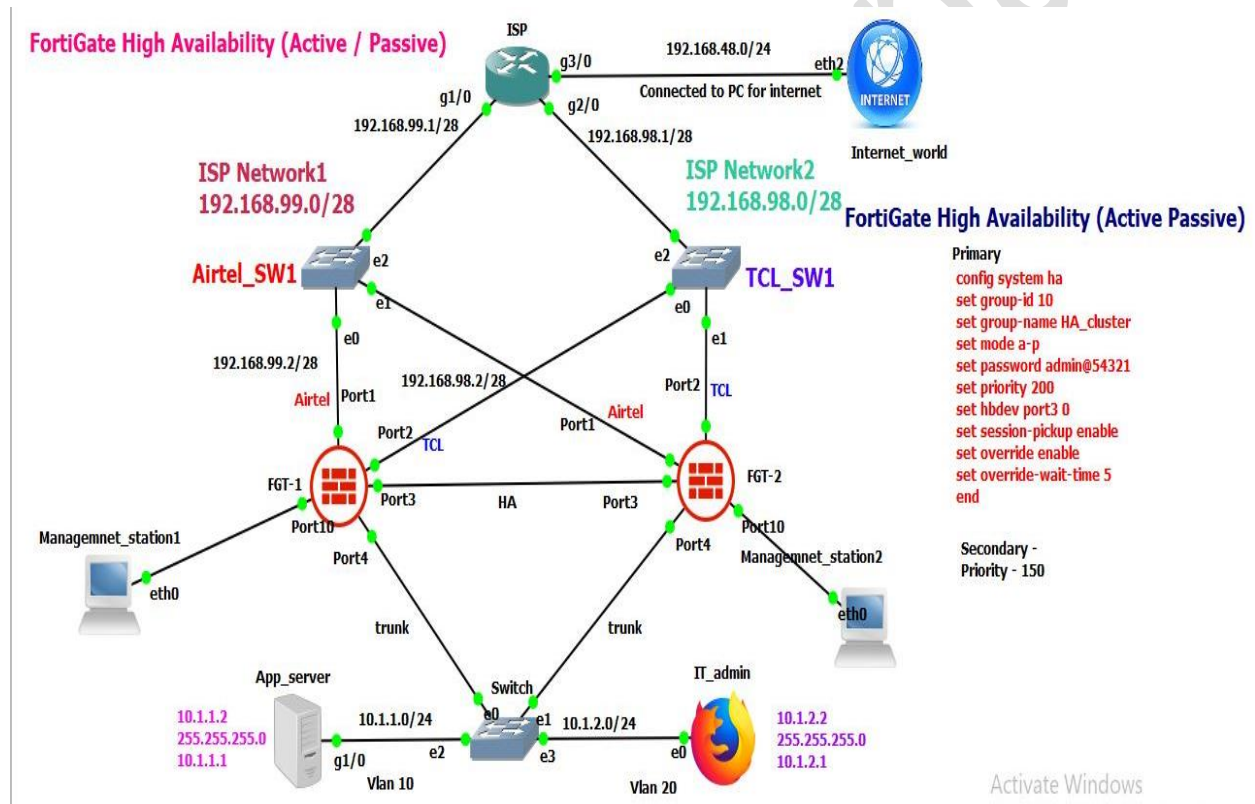 FortiGate High Availability (Active / Passive)
ISP
g3/0
192.168.48.0/24
eth2
Connected to PC for internet
INTERNET
Internet_world
g1/0
g2/0
192.168.99.1/28
192.168.98.1/28
ISP Network1
192.168.99.0/28
ISP Network2
192.168.98.0/28
FortiGate High Availability (Active Passive)
Airtel_SW1
e2
e1
e0
e2
TCL_SW1
e0
e1
Primary
config system ha
set group-id 10
set group-name HA_cluster
set mode a-p
set password admin@54321
set priority 200
set hbdev port3 0
set session-pickup enable
set override enable
set override-wait-time 5
end
Secondary -
Priority - 150
192.168.99.2/28
192.168.98.2/28
Airtel
Port1
Port2
TCL
Port1
Airtel
Port2
TCL
FGT-1
Port3
HA
Port3
FGT-2
Port10
Port4
Port4
Port10
Managemnet_station1
eth0
Managemnet_station2
eth0
trunk
trunk
App_server
Switch
IT_admin
10.1.1.2
255.255.255.0
10.1.1.1
g1/0
10.1.1.0/24
e2
e0
e1
e3
10.1.2.0/24
e0
10.1.2.2
255.255.255.0
10.1.2.1
Vlan 10
Vlan 20
Activate Windows